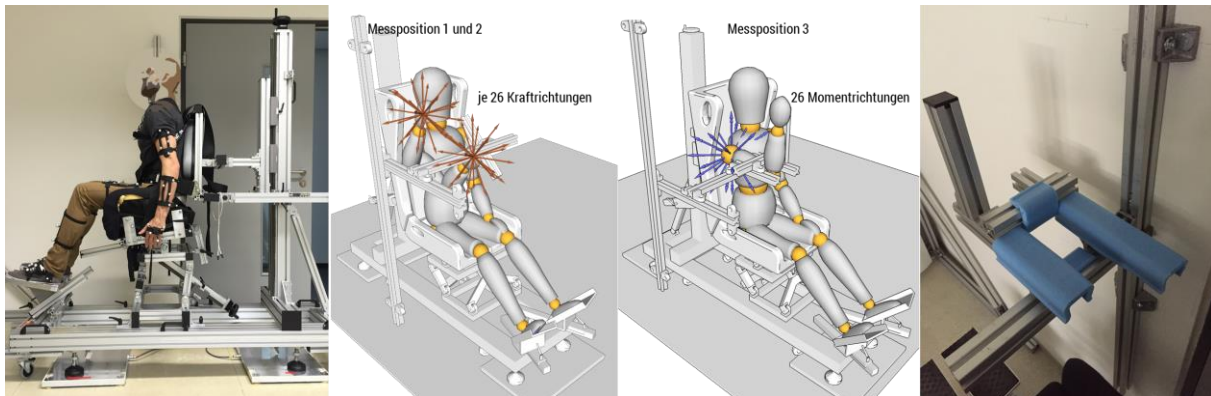 Messposition 1 und 2
je 26 Kraftrichtungen
Messposition 3
26 Momentrichtungen